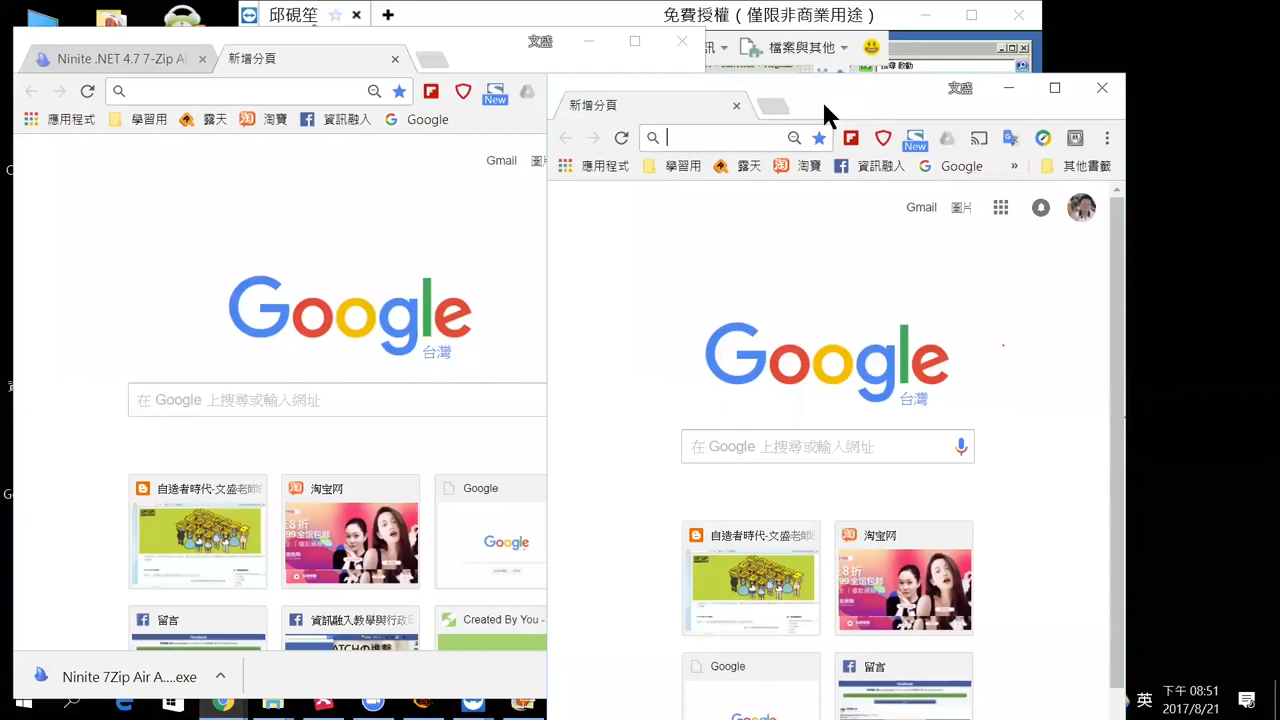 邱硯笙
免費授權（僅限非商業用途）
檔案與其他
文盛
Ninite .NET 4.7 7-Zip
新增分頁
New
應用程式
學習用
露天
淘寶
資訊融入
Google
Gmail
Google
台灣
在 Google 上搜尋或輸入網址
自造者時代-文盛老師
淘宝网
Google
留言
資訊融入教學與行政
Created By You -
Ninite 7Zip Air A....exe
文盛
新增分頁
New
應用程式
學習用
露天
淘寶
資訊融入
Google
»
其他書籤
Gmail
圖片
Google
台灣
在 Google 上搜尋或輸入網址
自造者時代-文盛老師
淘宝网
Google
留言
英
下午 08:51
2017/8/21